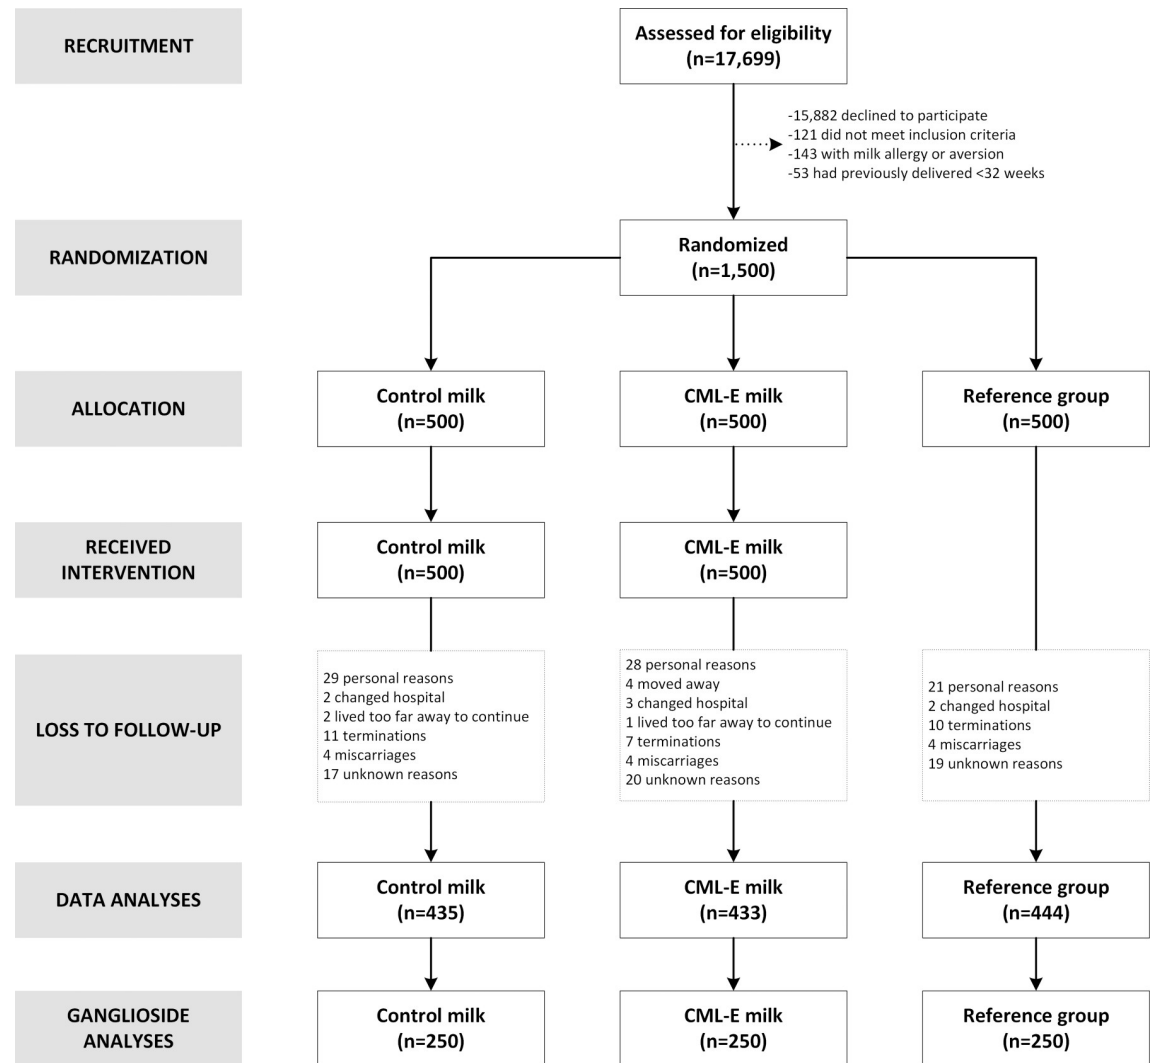 RECRUITMENT
Assessed for eligibility
(n=17,699)
-15,882 declined to participate
-121 did not meet inclusion criteria
-143 with milk allergy or aversion
-53 had previously delivered <32 weeks
RANDOMIZATION
Randomized
(n=1,500)
ALLOCATION
Control milk
(n=500)
CML-E milk
(n=500)
Reference group
(n=500)
RECEIVED
INTERVENTION
Control milk
(n=500)
CML-E milk
(n=500)
LOSS TO FOLLOW-UP
29 personal reasons
2 changed hospital
2 lived too far away to continue
11 terminations
4 miscarriages
17 unknown reasons
28 personal reasons
4 moved away
3 changed hospital
1 lived too far away to continue
7 terminations
4 miscarriages
20 unknown reasons
21 personal reasons
2 changed hospital
10 terminations
4 miscarriages
19 unknown reasons
DATA ANALYSES
Control milk
(n=435)
CML-E milk
(n=433)
Reference group
(n=444)
GANGLIOSIDE
ANALYSES
Control milk
(n=250)
CML-E milk
(n=250)
Reference group
(n=250)